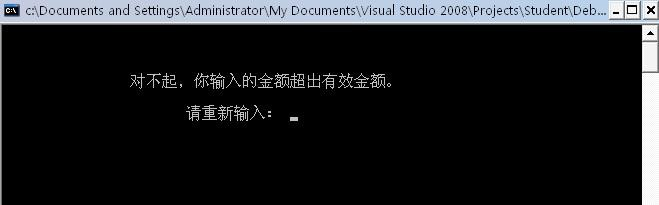 c:\Documents and Settings\Administrator\My Documents\Visual Studio 2008\Projects\Student\Deb...
对不起，你输入的金额超出有效金额。
请重新输入：